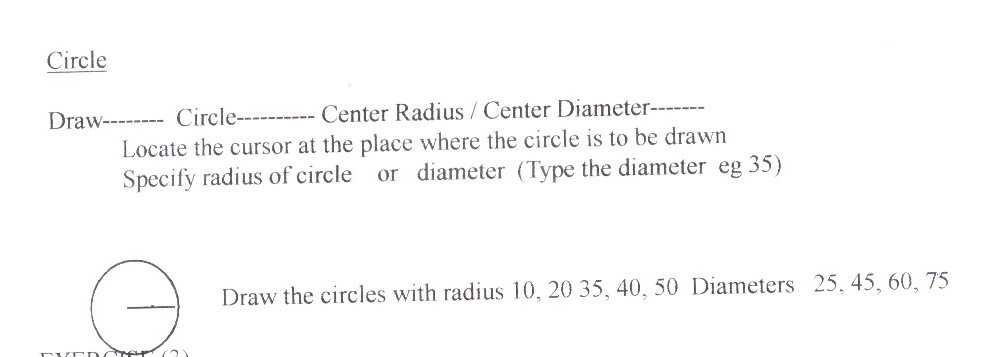 Circle
Draw-------- Circle---------- Center Radius / Center Diameter-------
Locate the cursor at the place where the circle is to be drawn
Specify radius of circle or diameter (Type the diameter eg 35)
Draw the circles with radius 10, 20 35, 40, 50 Diameters 25, 45, 60, 75